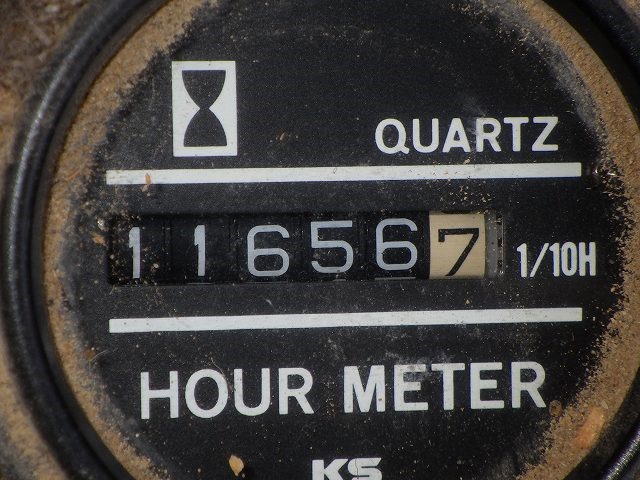 QUARTZ
116567 1/10H
HOUR METER
KS